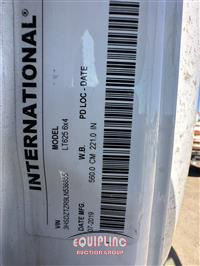 INTERNATIONAL®
MODEL
LT625 6x4
PD LOC - DATE
W.B.
560.0 CM 221.0 IN
VIN
DATE MFG.
07-2019
EQUIPLINC
AUCTION GROUP